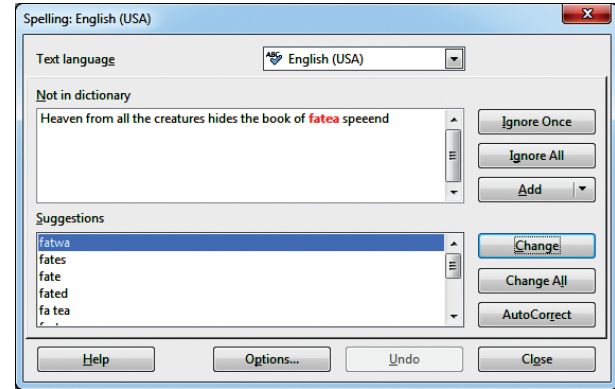 Spelling: English (USA)
Text language
English (USA)
Not in dictionary
Heaven from all the creatures hides the book of fatea speeend
Ignore Once
Ignore All
Add
Suggestions
fatwa
fates
fate
fated
fa tea
Change
Change All
AutoCorrect
Help
Options...
Undo
Close